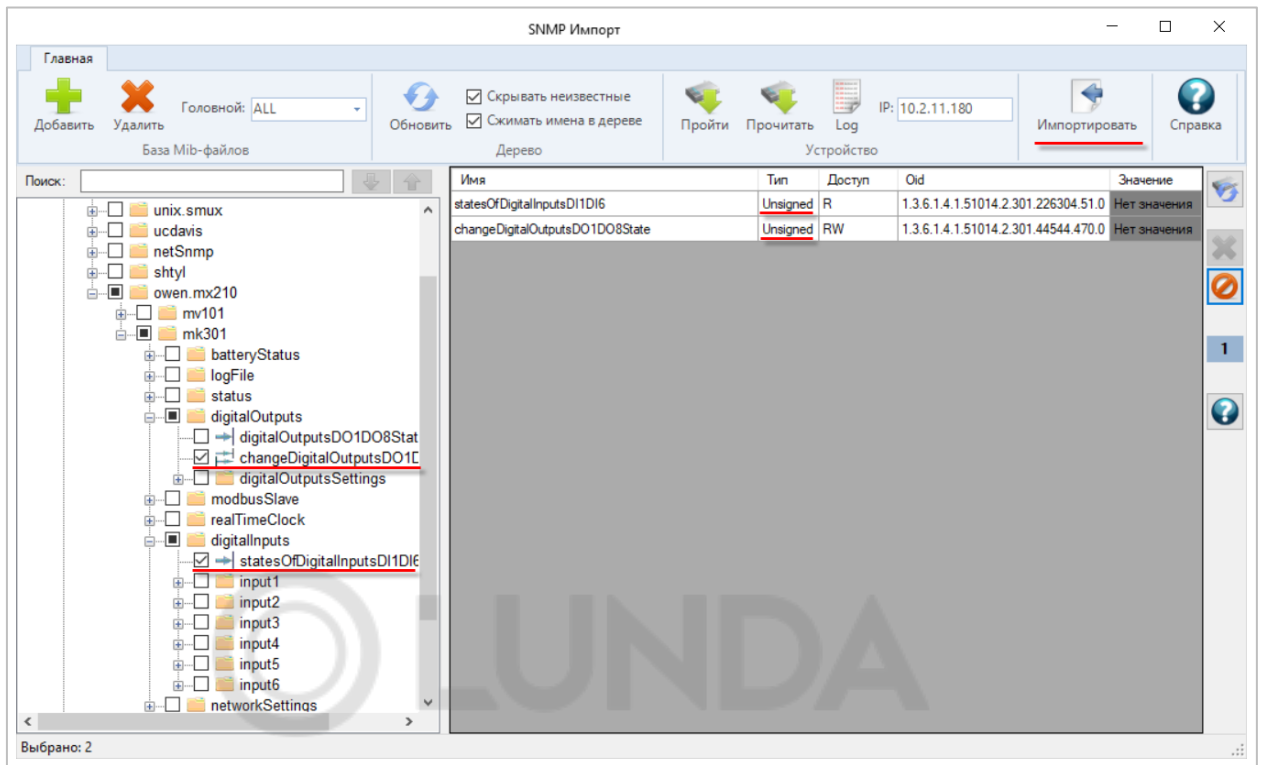 SNMP Импорт
Главная
Добавить Удалить Головной: ALL Обновить Скрывать неизвестные Сжимать имена в дереве Пройти Прочитать Log IP: 10.2.11.180 Импортировать Справка
База Mib-файлов Дерево Устройство
Поиск:
unix.smux
ucdavis
netSnmp
shtyl
owen.mx210
mv101
mk301
batteryStatus
logFile
status
digitalOutputs
digitalOutputsDO1DO8Stat
changeDigitalOutputsDO1D
digitalOutputsSettings
modbusSlave
realTimeClock
digitalInputs
statesOfDigitalInputsDI1DI6
input1
input2
input3
input4
input5
input6
networkSettings
Выбрано: 2
Имя Тип Доступ Oid Значение
statesOfDigitalInputsDI1DI6 Unsigned R 1.3.6.1.4.1.51014.2.301.226304.51.0 Нет значения
changeDigitalOutputsDO1DO8State Unsigned RW 1.3.6.1.4.1.51014.2.301.44544.470.0 Нет значения
1
LUNDA